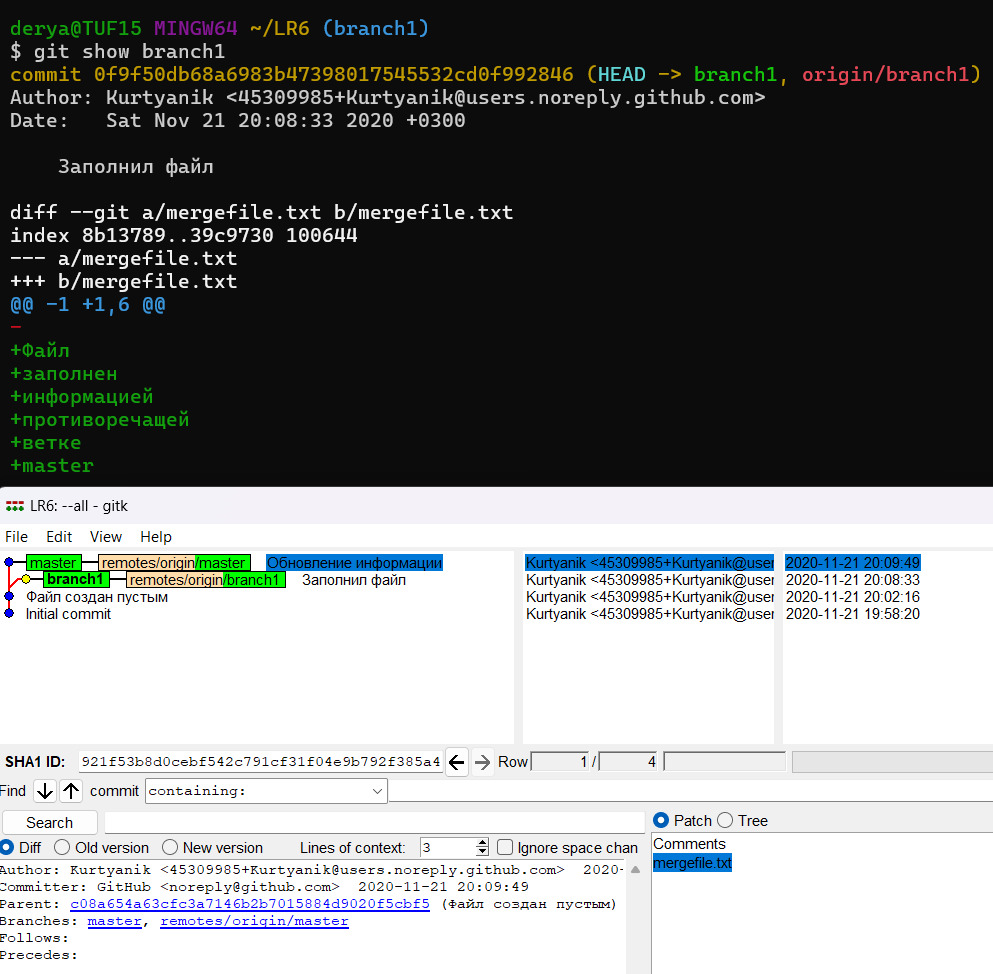 derya@TUF15 MINGW64 ~/LR6 (branch1)
$ git show branch1
commit 0f9f50db68a6983b47398017545532cd0f992846 (HEAD -> branch1, origin/branch1)
Author: Kurtyanik <45309985+Kurtyanik@users.noreply.github.com>
Date:   Sat Nov 21 20:08:33 2020 +0300
Заполнил файл
diff --git a/mergefile.txt b/mergefile.txt
index 8b13789..39c9730 100644
--- a/mergefile.txt
+++ b/mergefile.txt
@@ -1 +1,6 @@
-
+Файл
+заполнен
+информацией
+противоречащей
+ветке
+master
LR6: --all - gitk
File Edit View Help
master remotes/origin/master Обновление информации Kurtyanik <45309985+Kurtyanik@user 2020-11-21 20:09:49
branch1 remotes/origin/branch1 Заполнил файл Kurtyanik <45309985+Kurtyanik@user 2020-11-21 20:08:33
Файл создан пустым Kurtyanik <45309985+Kurtyanik@user 2020-11-21 20:02:16
Initial commit Kurtyanik <45309985+Kurtyanik@user 2020-11-21 19:58:20
SHA1 ID: 921f53b8d0cebf542c791cf31f04e9b792f385a4 Row 1 / 4
Find commit containing:
Search
Patch Tree
Diff Old version New version Lines of context: 3 Ignore space chan
Comments
mergefile.txt
Author: Kurtyanik <45309985+Kurtyanik@users.noreply.github.com>  2020-
Committer: GitHub <noreply@github.com>  2020-11-21 20:09:49
Parent: c08a654a63cfc3a7146b2b7015884d9020f5cbf5 (Файл создан пустым)
Branches: master, remotes/origin/master
Follows:
Precedes: